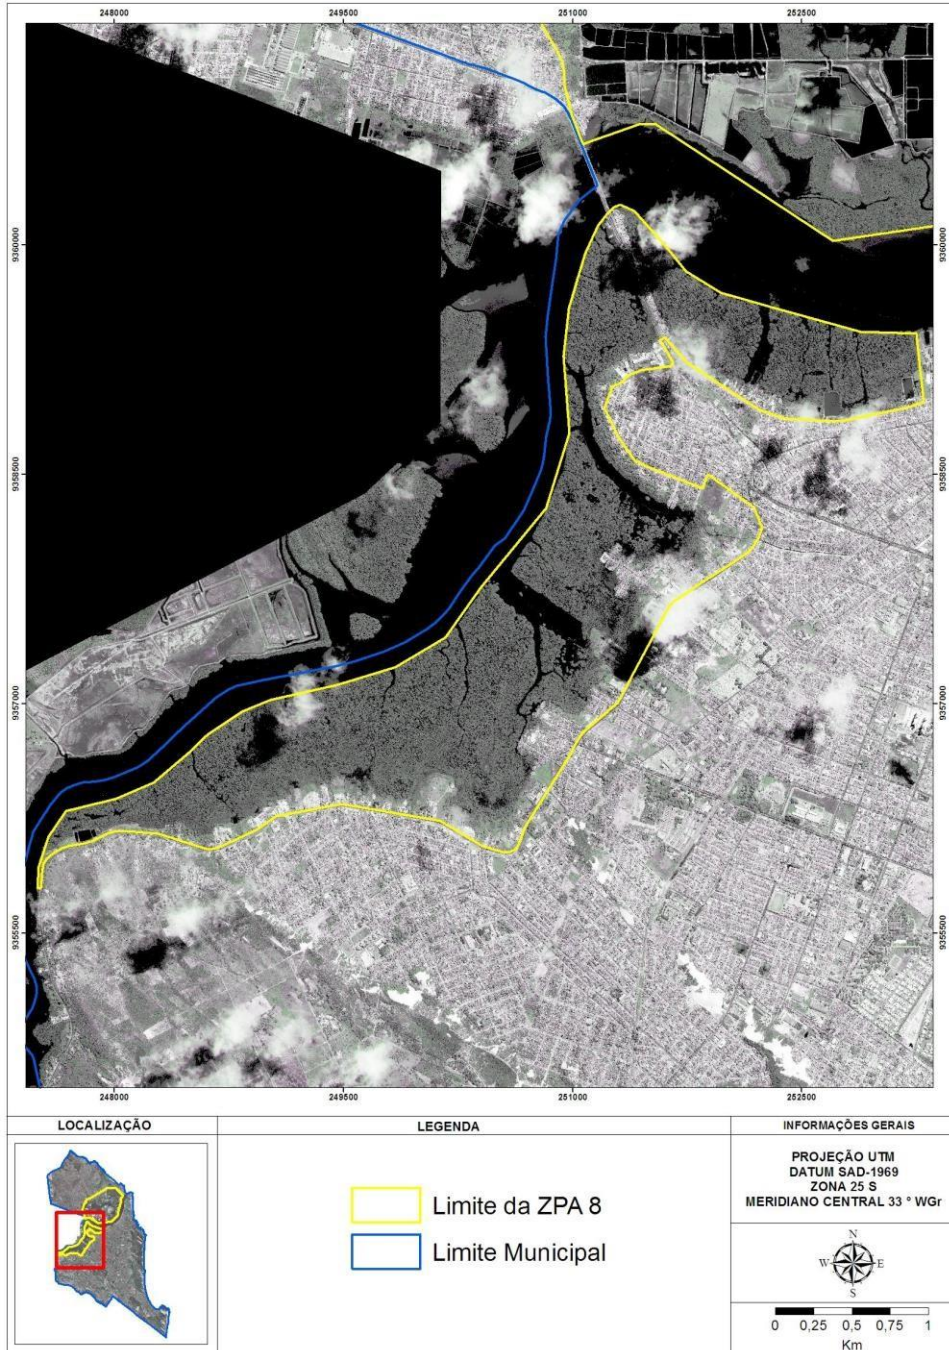 248000 249500 251000 252500
9360000 9360000
9358500 9358500
9357000 9357000
9355500 9355500
248000 249500 251000 252500
LOCALIZAÇÃO
LEGENDA
Limite da ZPA 8
Limite Municipal
INFORMAÇÕES GERAIS
PROJEÇÃO UTM
DATUM SAD-1969
ZONA 25 S
MERIDIANO CENTRAL 33 ° WGr
N
W E
S
0 0,25 0,5 0,75 1
Km